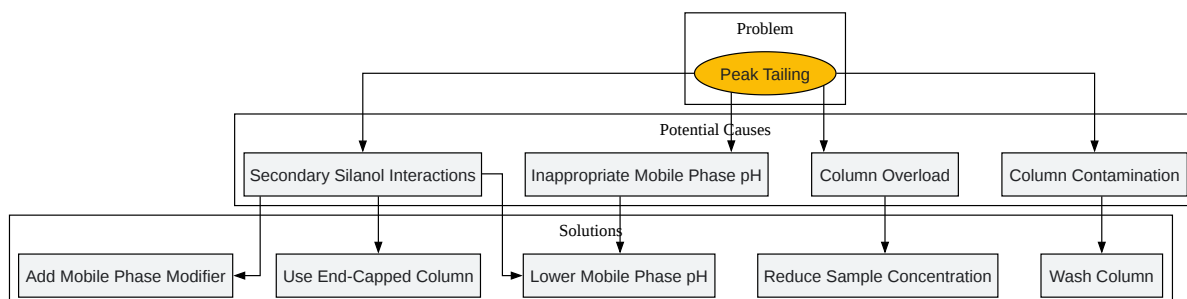 Problem
Peak Tailing
Potential Causes
Secondary Silanol Interactions
Inappropriate Mobile Phase pH
Column Overload
Column Contamination
Solutions
Add Mobile Phase Modifier
Use End-Capped Column
Lower Mobile Phase pH
Reduce Sample Concentration
Wash Column